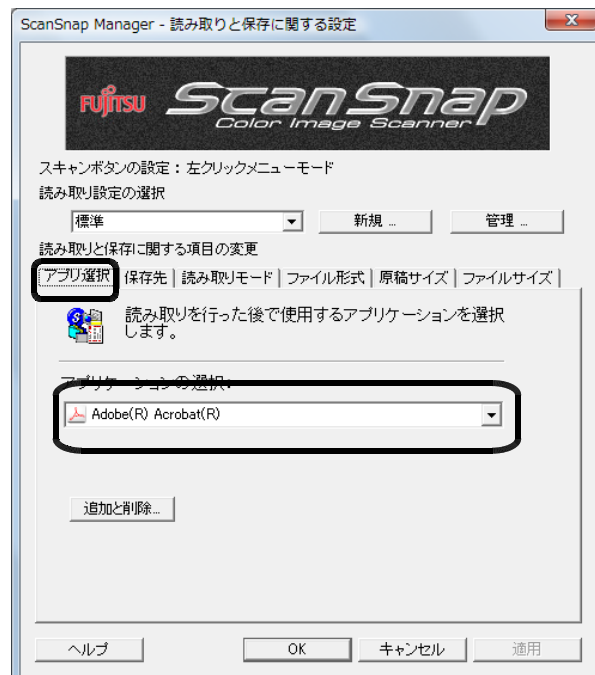 ScanSnap Manager - 読み取りと保存に関する設定
FUJITSU ScanSnap
Color Image Scanner
スキャンボタンの設定：左クリックメニューモード
読み取り設定の選択
標準 新規 ... 管理 ...
読み取りと保存に関する項目の変更
アプリ選択 保存先 読み取りモード ファイル形式 原稿サイズ ファイルサイズ
読み取りを行った後で使用するアプリケーションを選択
します。
アプリケーションの選択：
Adobe(R) Acrobat(R)
追加と削除...
ヘルプ OK キャンセル 適用